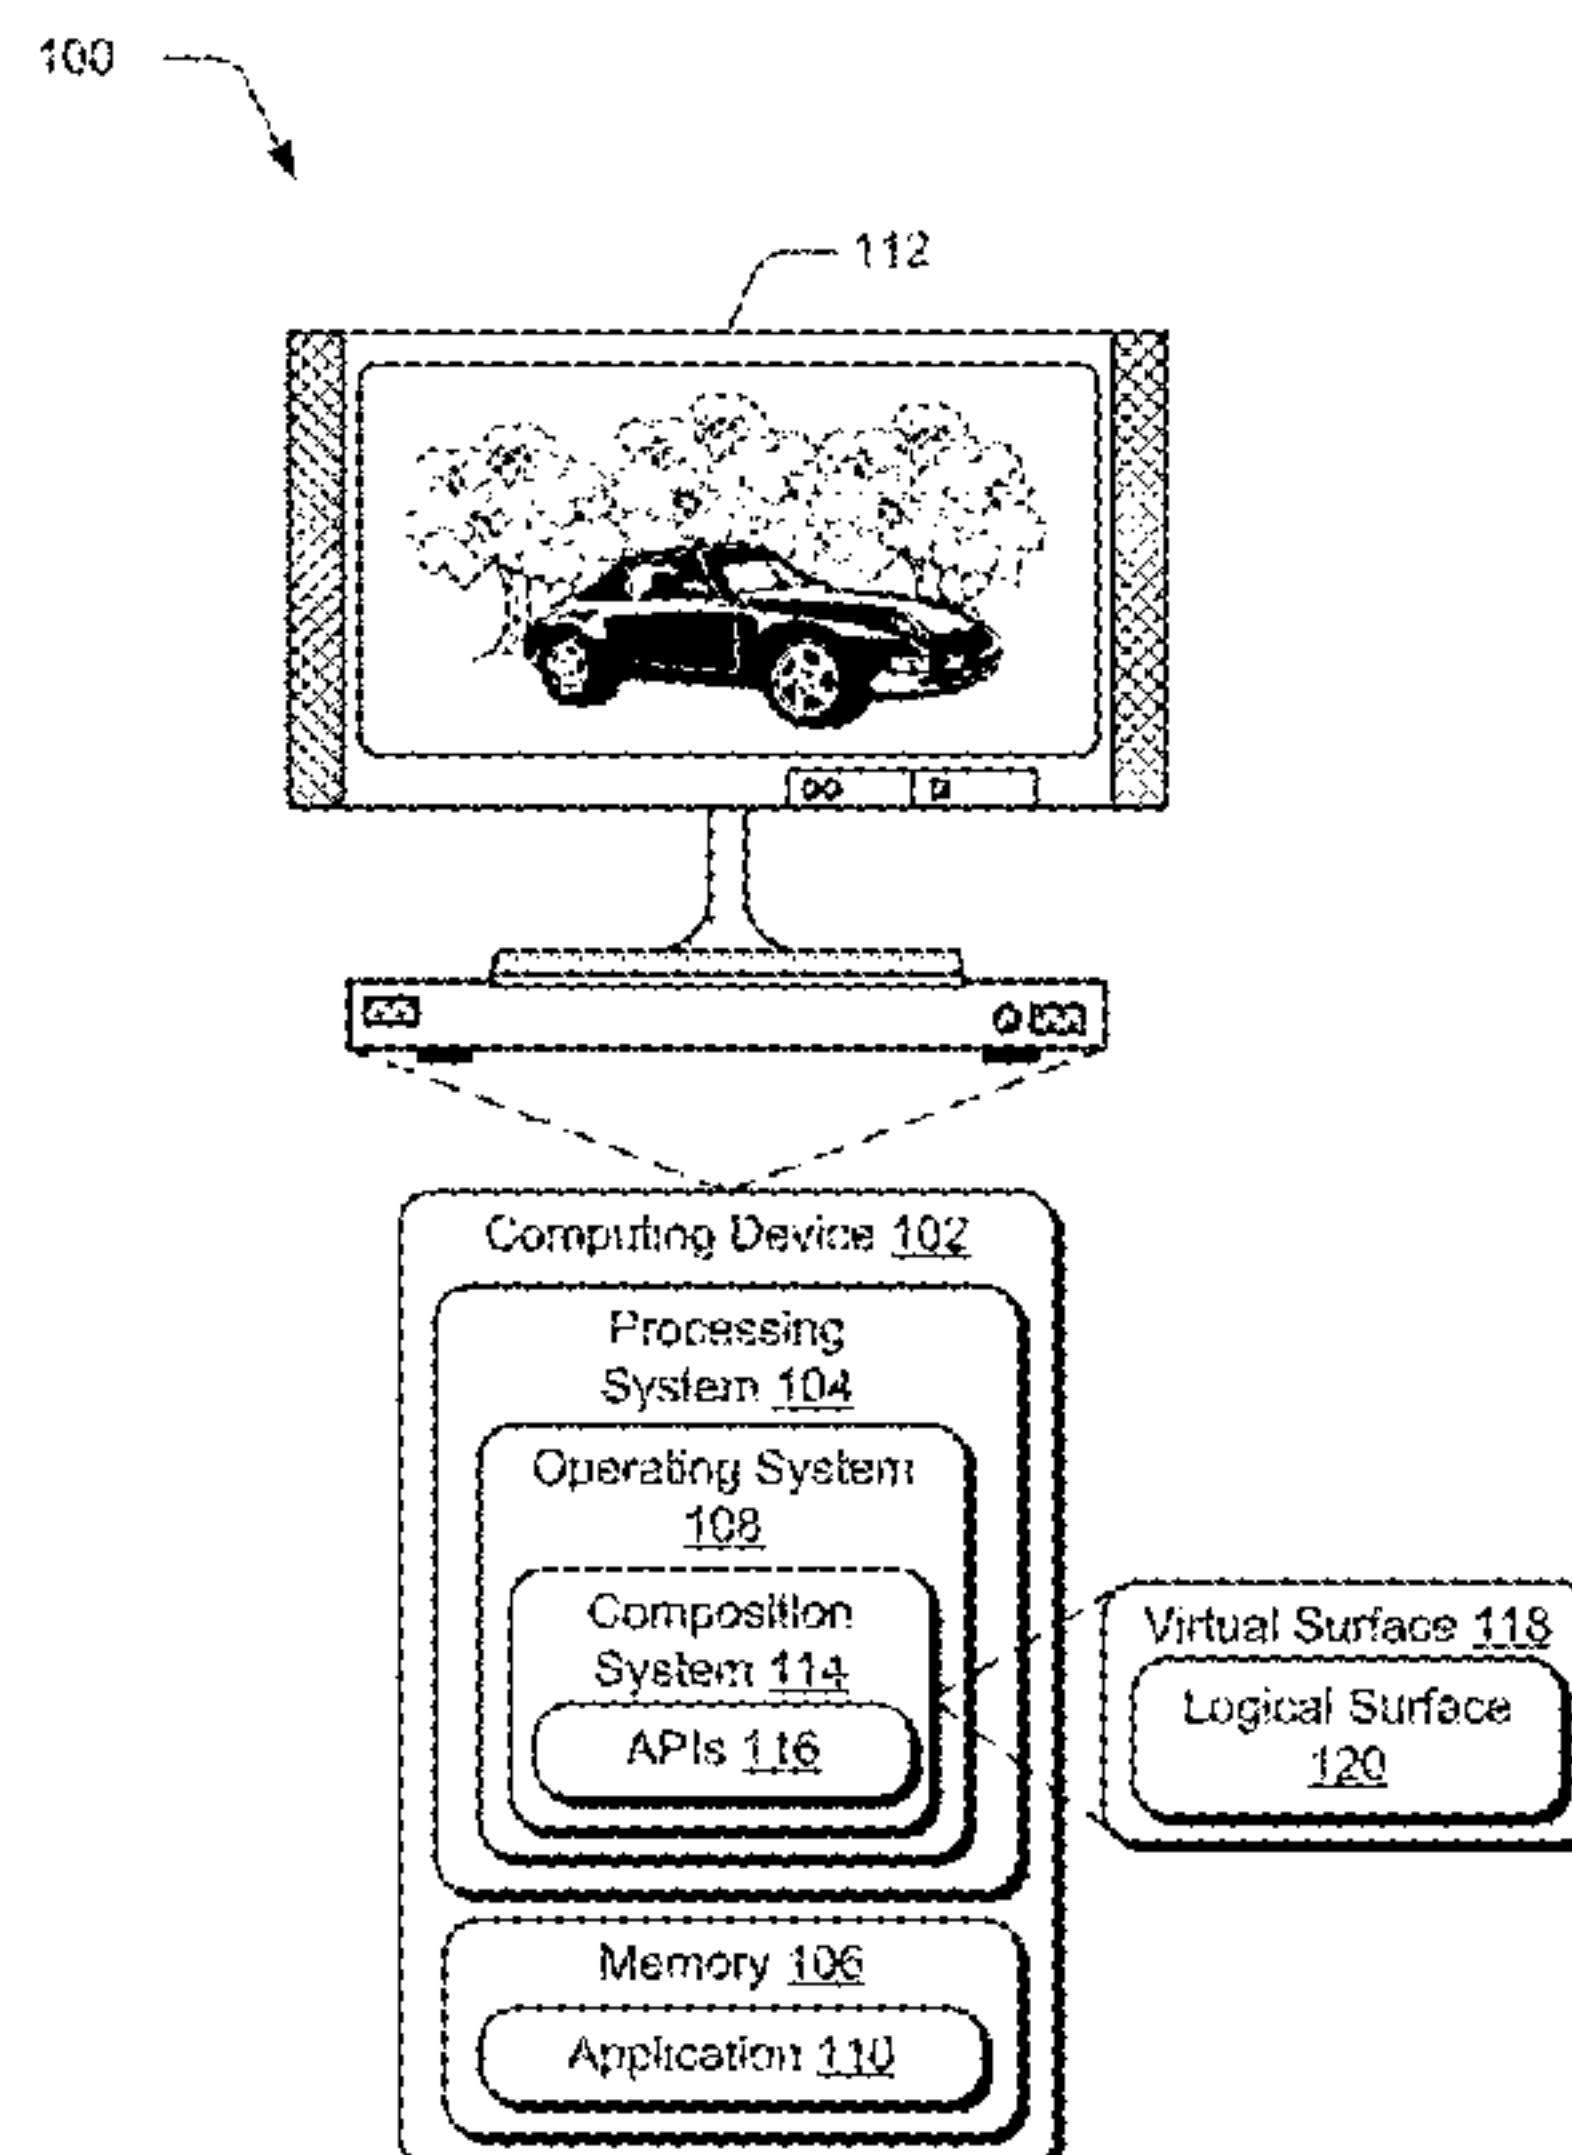 100
112
Computing Device 102
Processing
System 104
Operating System
108
Composition
System 114
APIs 116
Virtual Surface 118
Logical Surface
120
Memory 106
Application 110